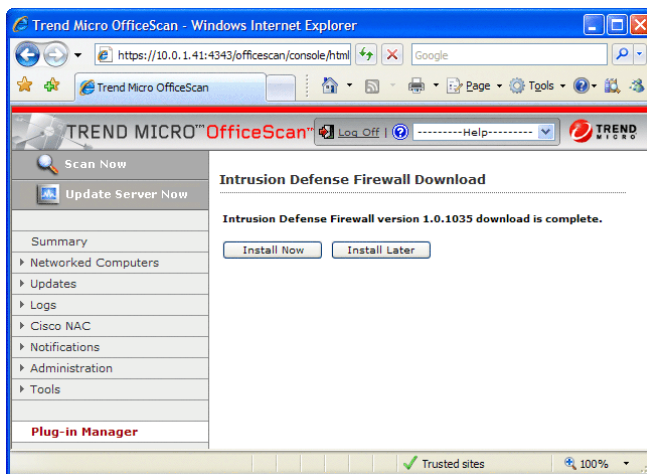 Trend Micro OfficeScan - Windows Internet Explorer
https://10.0.1.41:4343/officescan/console/html
Google
Trend Micro OfficeScan
Page
Tools
TREND MICRO™ OfficeScan™
Log Off | ---------Help---------
TREND MICRO
Scan Now
Update Server Now
Summary
Networked Computers
Updates
Logs
Cisco NAC
Notifications
Administration
Tools
Plug-in Manager
Intrusion Defense Firewall Download
Intrusion Defense Firewall version 1.0.1035 download is complete.
Install Now
Install Later
Trusted sites
100%